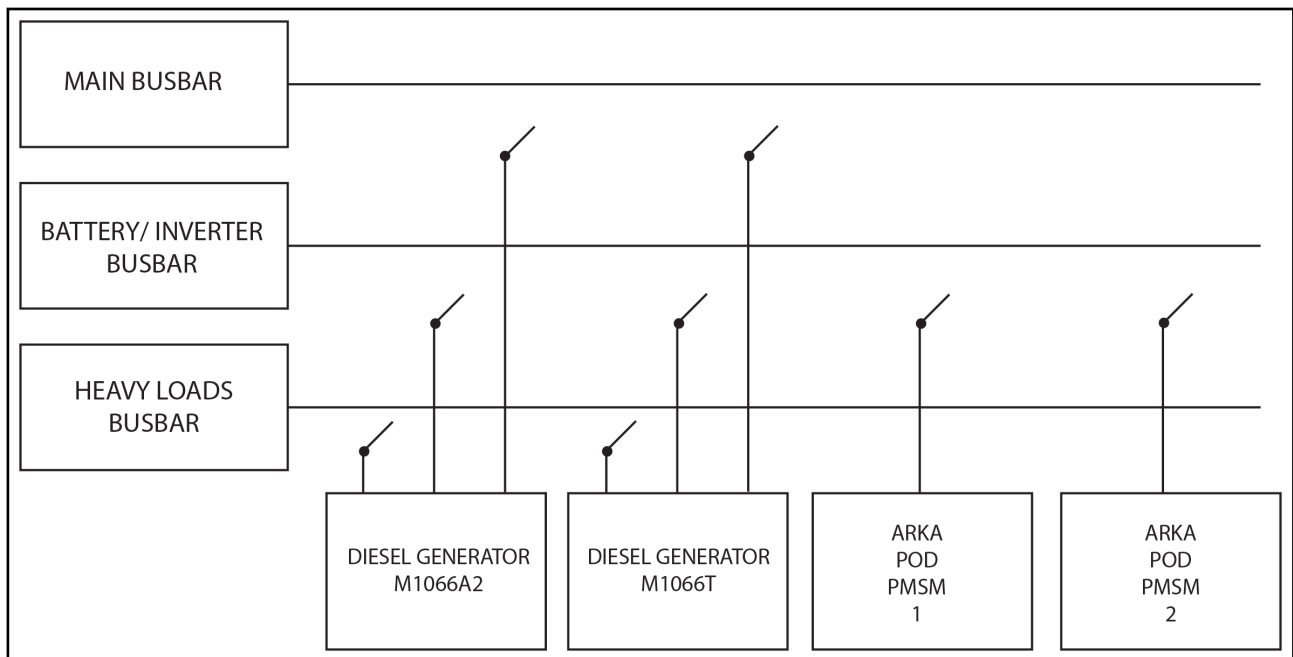 MAIN BUSBAR
BATTERY/ INVERTER
BUSBAR
HEAVY LOADS
BUSBAR
DIESEL GENERATOR
M1066A2
DIESEL GENERATOR
M1066T
ARKA
POD
PMSM
1
ARKA
POD
PMSM
2